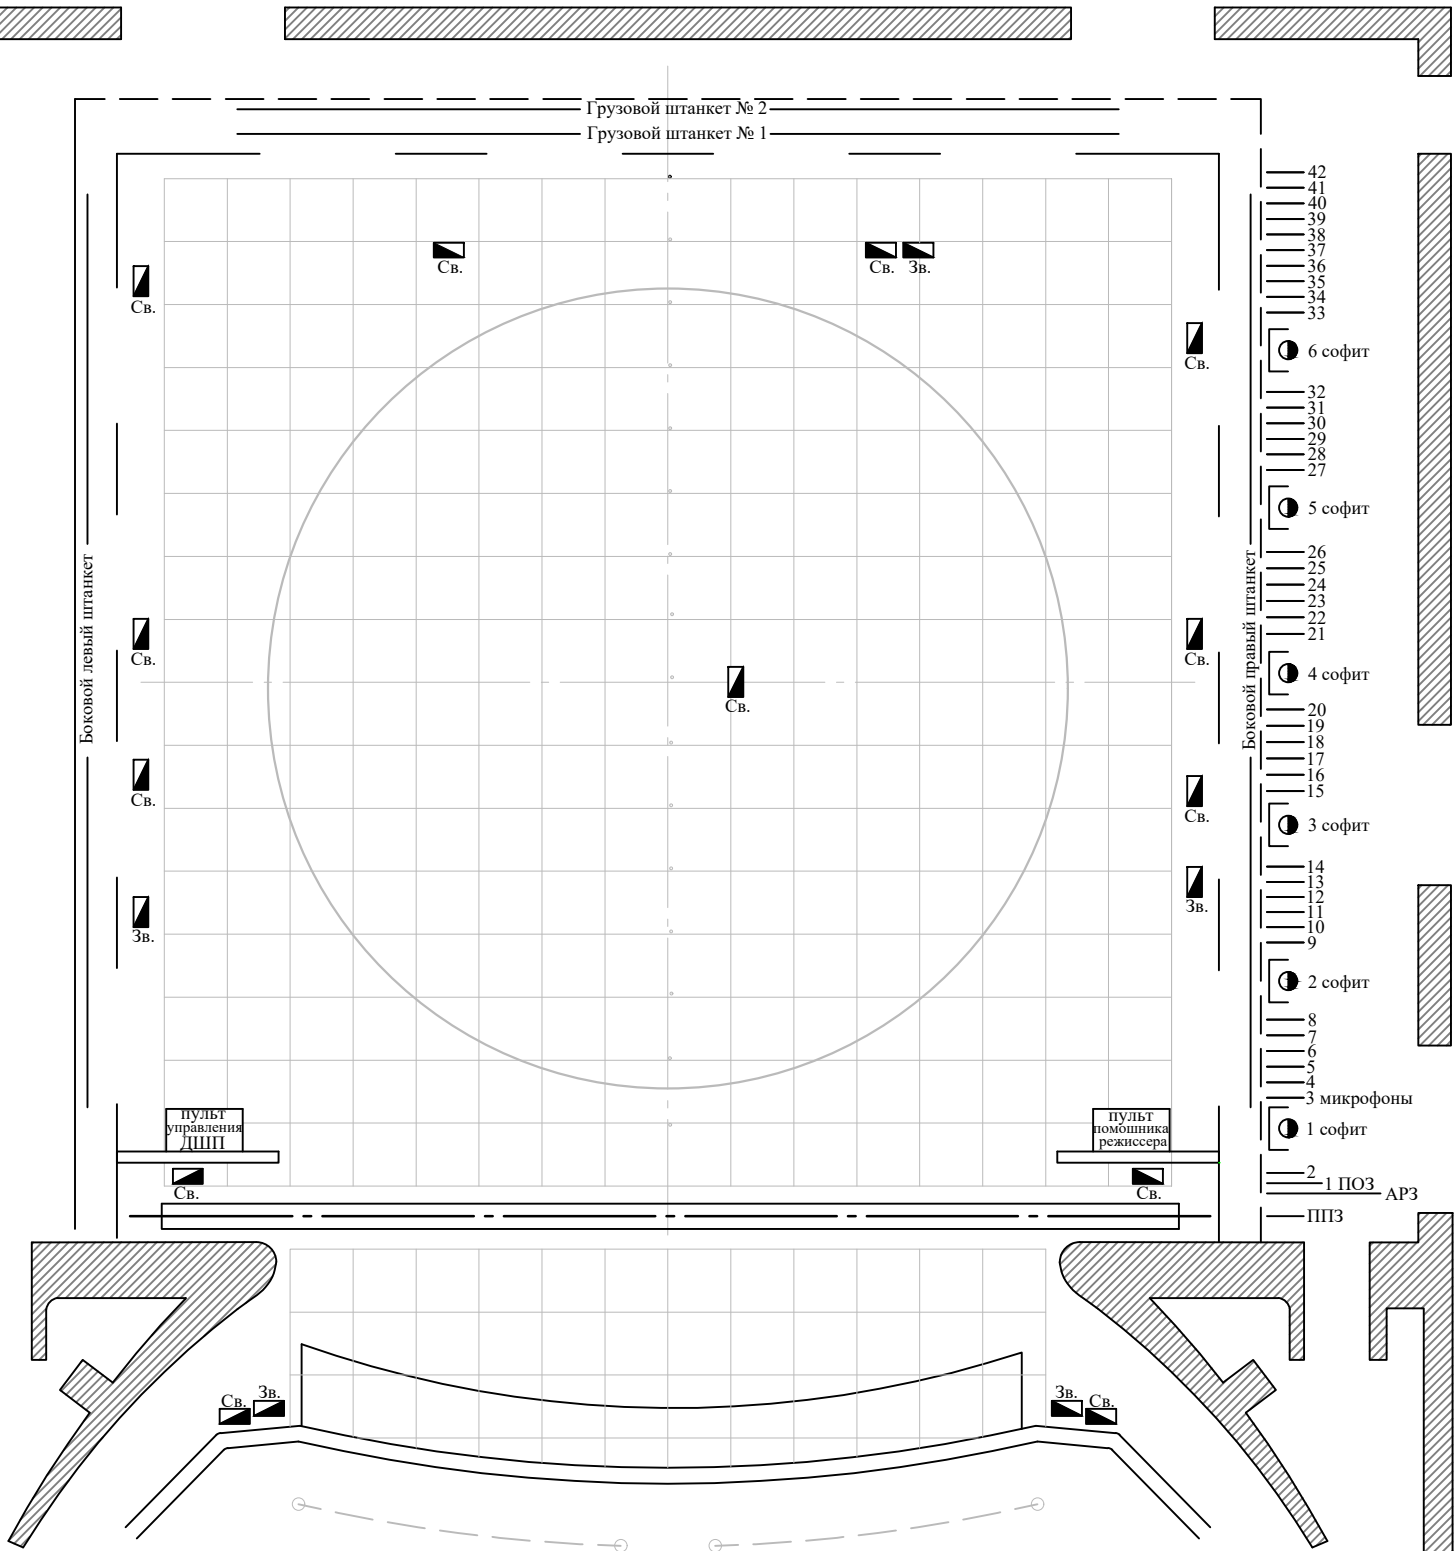 Грузовой штанкет № 2
Грузовой штанкет № 1
42
41
40
39
38
37
36
35
34
33
6 софит
32
31
30
29
28
27
5 софит
26
25
24
23
22
21
4 софит
20
19
18
17
16
15
3 софит
14
13
12
11
10
9
2 софит
8
7
6
5
4
3 микрофоны
1 софит
2
1 ПОЗ
АРЗ
ППЗ
Боковой левый штанкет
Боковой правый штанкет
Св.
Св.
Зв.
Св.
Св.
Св.
Св.
Св.
Св.
Св.
Зв.
Зв.
пульт
управления
ДШП
пульт
помошника
режиссера
Св.
Св.
Св.
Зв.
Зв.
Св.